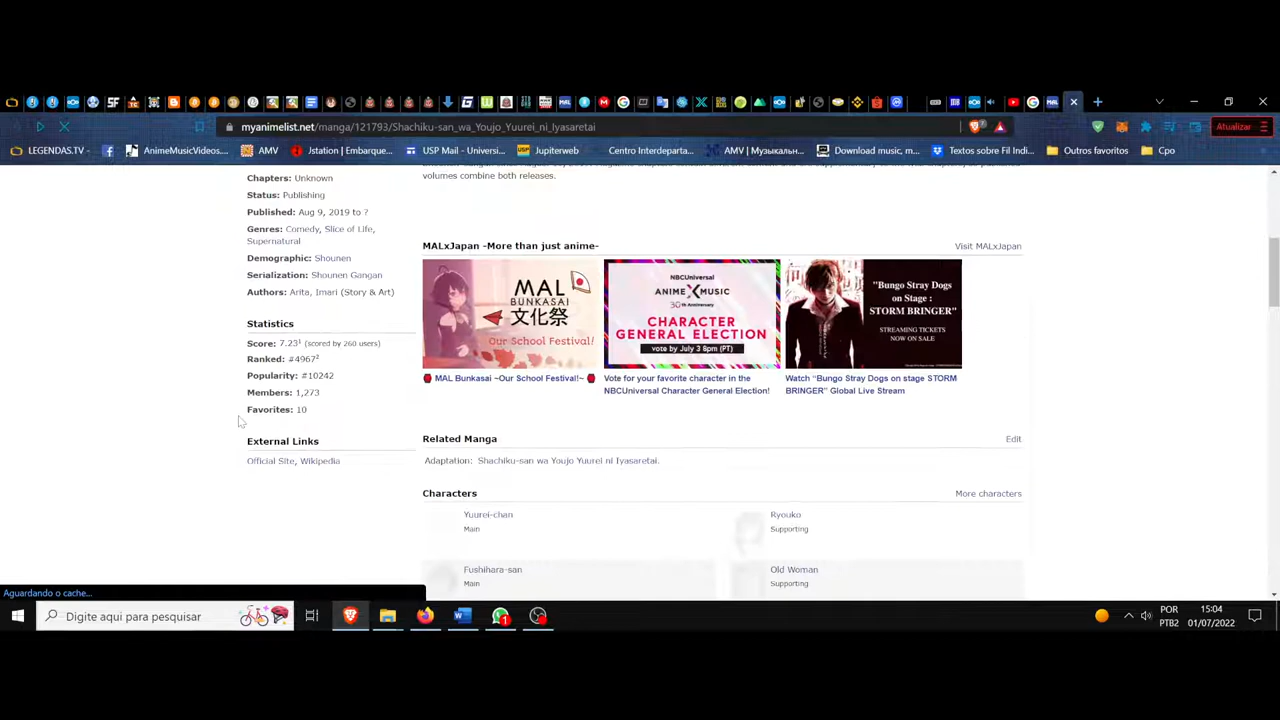 myanimelist.net/manga/121793/Shachiku-san_wa_Youjo_Yuurei_ni_Iyasaretai
Atualizar
LEGENDAS.TV
AnimeMusicVideos...
AMV
Jstation | Embarque...
USP Mail - Universi...
Jupiterweb
Centro Interdeparta...
AMV | Музыкальн...
Download music, m...
Textos sobre Fil Indi...
Outros favoritos
Cpo
Chapters: Unknown
Status: Publishing
Published: Aug 9, 2019 to ?
Genres: Comedy, Slice of Life,
Supernatural
Demographic: Shounen
Serialization: Shounen Gangan
Authors: Arita, Imari (Story & Art)
Statistics
Score: 7.23¹ (scored by 260 users)
Ranked: #4967²
Popularity: #10242
Members: 1,273
Favorites: 10
External Links
Official Site, Wikipedia
volumes combine both releases.
MALxJapan -More than just anime-
Visit MALxJapan
MAL
BUNKASAI
文化祭
Our School Festival!
NBCUniversal
ANIME X MUSIC
30th Anniversary
CHARACTER
GENERAL ELECTION
vote by July 3 8pm (PT)
"Bungo Stray Dogs
on Stage :
STORM BRINGER"
STREAMING TICKETS
NOW ON SALE
MAL Bunkasai ~Our School Festival!~
Vote for your favorite character in the
NBCUniversal Character General Election!
Watch "Bungo Stray Dogs on stage STORM
BRINGER" Global Live Stream
Related Manga
Edit
Adaptation: Shachiku-san wa Youjo Yuurei ni Iyasaretai.
Characters
More characters
Yuurei-chan
Main
Ryouko
Supporting
Fushihara-san
Main
Old Woman
Supporting
Aguardando o cache...
Digite aqui para pesquisar
POR
PTB2
15:04
01/07/2022